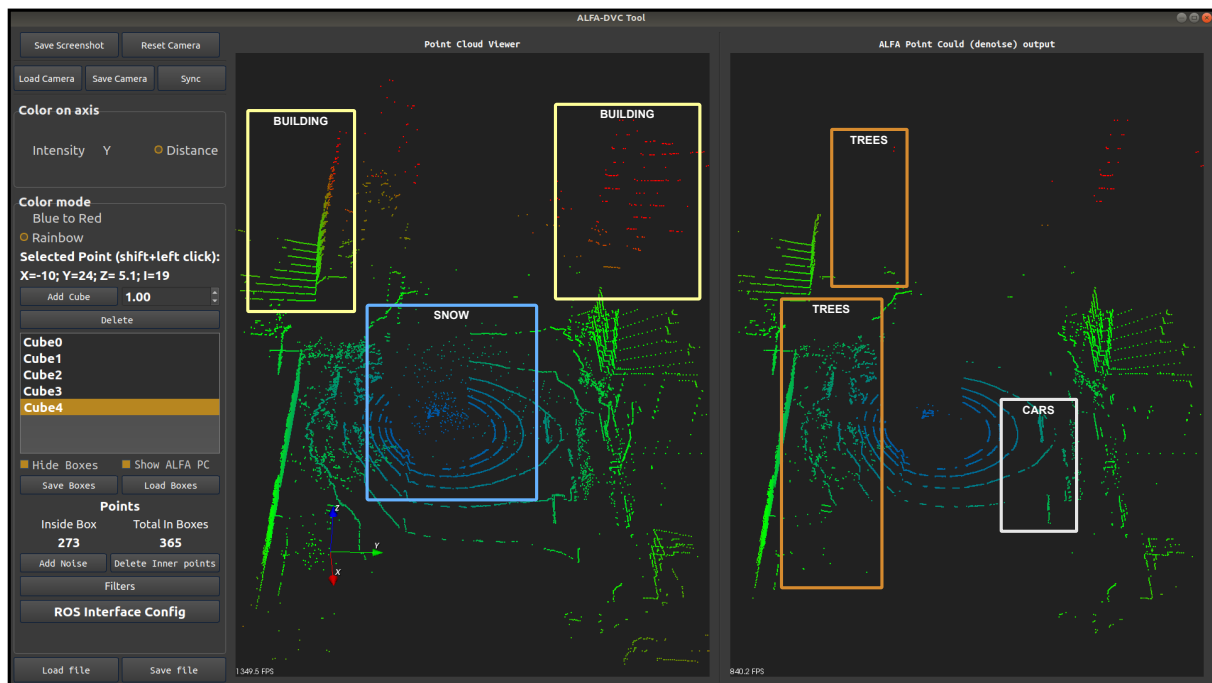 ALFA-DVC Tool
Save Screenshot
Reset Camera
Load Camera
Save Camera
Sync
Color on axis
Intensity Y Distance
Color mode
Blue to Red
Rainbow
Selected Point (shift+left click):
X=-10; Y=24; Z= 5.1; I=19
Add Cube 1.00
Delete
Cube0
Cube1
Cube2
Cube3
Cube4
Hide Boxes Show ALFA PC
Save Boxes Load Boxes
Points
Inside Box Total In Boxes
273 365
Add Noise Delete Inner points
Filters
ROS Interface Config
Load file Save file
Point Cloud Viewer
BUILDING
BUILDING
SNOW
Z
Y
X
1349.5 FPS
ALFA Point Could (denoise) output
TREES
TREES
CARS
840.2 FPS